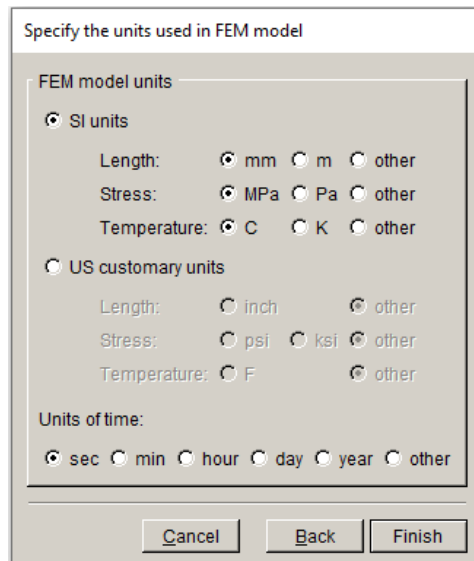 Specify the units used in FEM model
FEM model units
SI units
Length: mm m other
Stress: MPa Pa other
Temperature: C K other
US customary units
Length: inch other
Stress: psi ksi other
Temperature: F other
Units of time:
sec min hour day year other
Cancel Back Finish